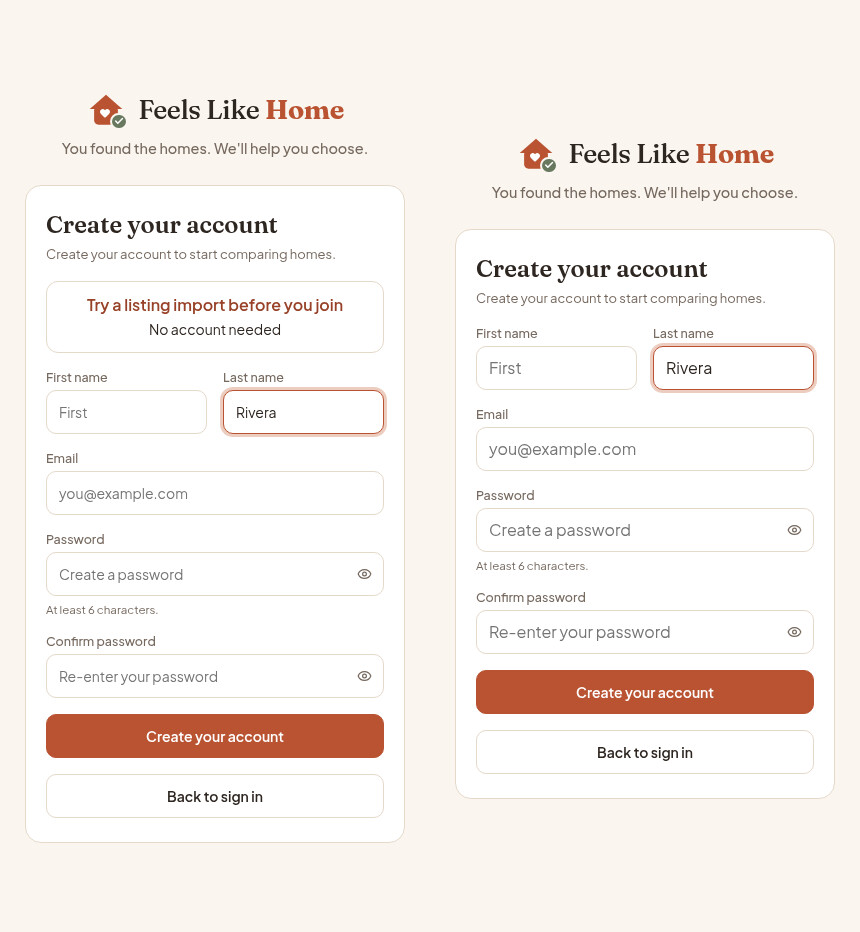 Feels Like Home
You found the homes. We'll help you choose.
Create your account
Create your account to start comparing homes.
Try a listing import before you join
No account needed
First name Last name
First Rivera
Email
you@example.com
Password
Create a password
At least 6 characters.
Confirm password
Re-enter your password
Create your account
Back to sign in
Feels Like Home
You found the homes. We'll help you choose.
Create your account
Create your account to start comparing homes.
First name Last name
First Rivera
Email
you@example.com
Password
Create a password
At least 6 characters.
Confirm password
Re-enter your password
Create your account
Back to sign in